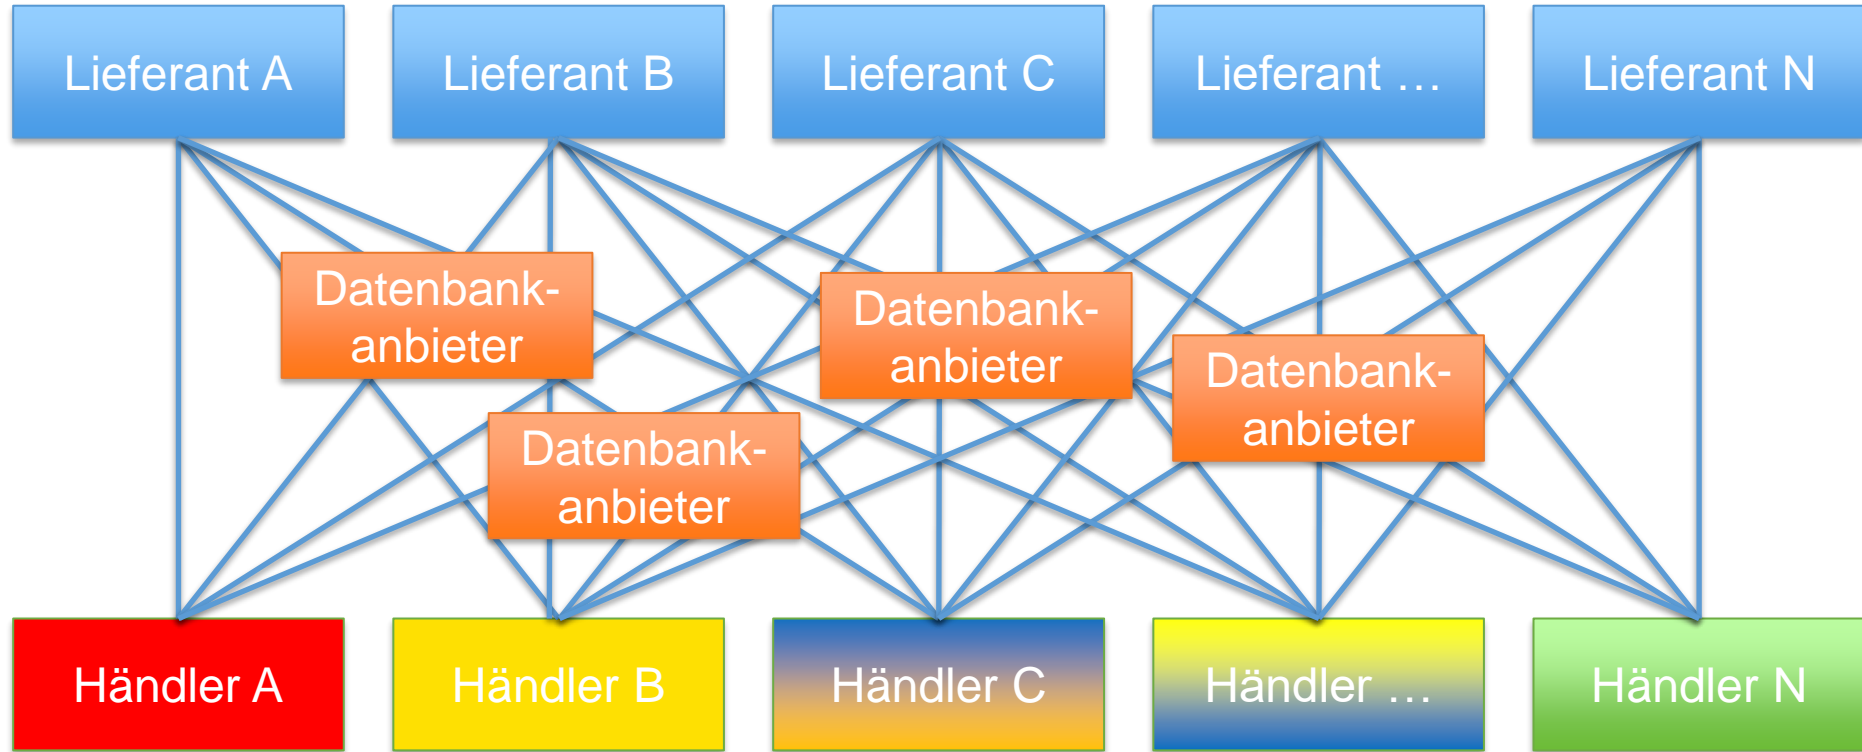 Lieferant A
Lieferant B
Lieferant C
Lieferant …
Lieferant N
Datenbank-
anbieter
Datenbank-
anbieter
Datenbank-
anbieter
Datenbank-
anbieter
Händler A
Händler B
Händler C
Händler …
Händler N